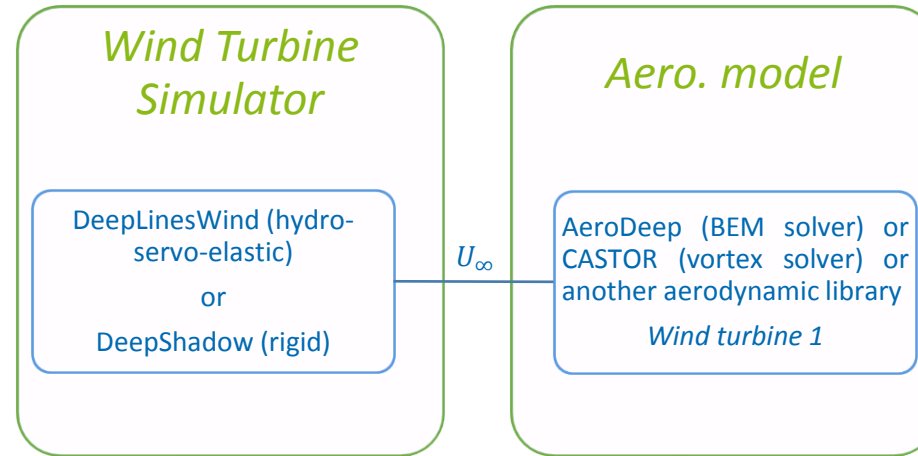 Wind Turbine
Simulator
Aero. model
DeepLinesWind (hydro-
servo-elastic)
or
DeepShadow (rigid)
U∞
AeroDeep (BEM solver) or
CASTOR (vortex solver) or
another aerodynamic library
Wind turbine 1